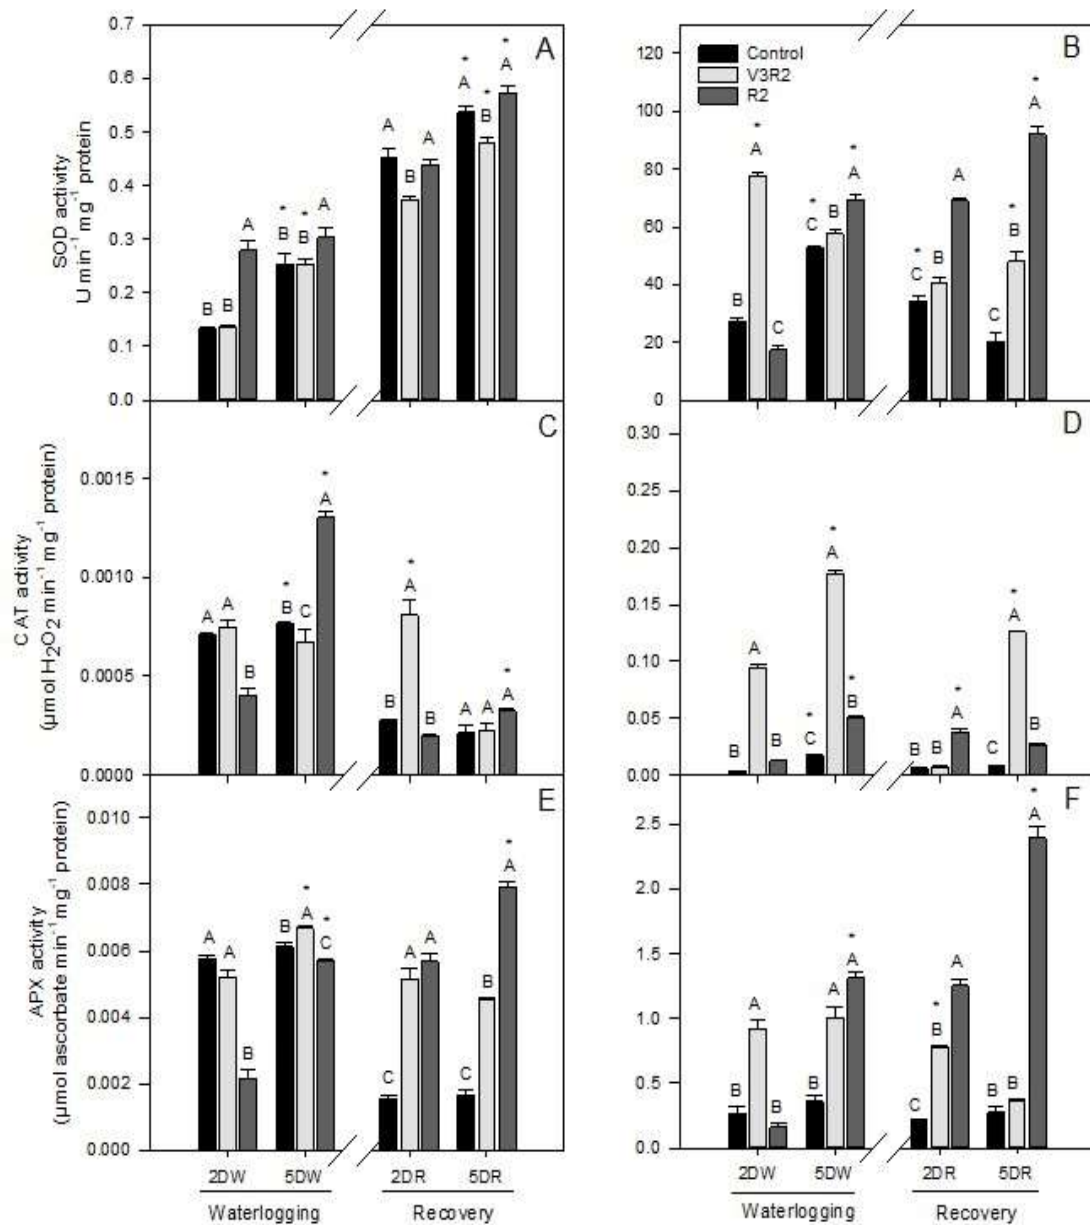 SOD activity
U min⁻¹ mg⁻¹ protein
0.7
0.6
0.5
0.4
0.3
0.2
0.1
0.0
A
B B A
* B * B A
A B A
* A * B * A
B
Control
V3R2
R2
120
100
80
60
40
20
0
B * A C
* C B * A
* C B A
C * B * A
CAT activity
(µmol H₂O₂ min⁻¹ mg⁻¹ protein)
0.0015
0.0010
0.0005
0.0000
C
A A B
* B C * A
B * A B
A A * A
D
0.30
0.25
0.20
0.15
0.10
0.05
0.00
B A B
* C * A * B
B B * A
C * A B
APX activity
(µmol ascorbate min⁻¹ mg⁻¹ protein)
0.010
0.008
0.006
0.004
0.002
0.000
E
A A B
B * A * C
C A A
C B * A
2DW 5DW 2DR 5DR
Waterlogging Recovery
F
2.5
2.0
1.5
1.0
0.5
0.0
B A B
B A * A
C * B A
B B * A
2DW 5DW 2DR 5DR
Waterlogging Recovery